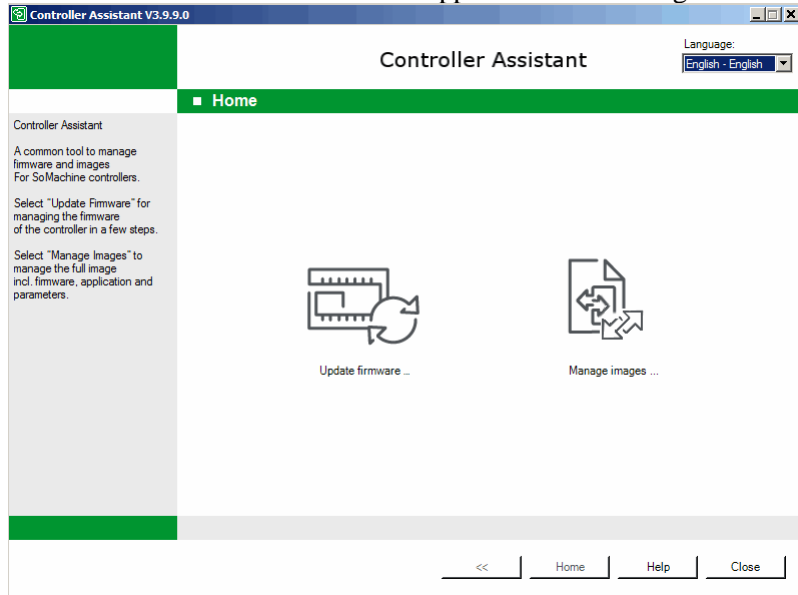 Controller Assistant V3.9.9.0
Controller Assistant
Language:
English - English
Home
Controller Assistant
A common tool to manage
firmware and images
For SoMachine controllers.
Select "Update Firmware" for
managing the firmware
of the controller in a few steps.
Select "Manage Images" to
manage the full image
incl. firmware, application and
parameters.
Update firmware ...
Manage images ...
<<
Home
Help
Close